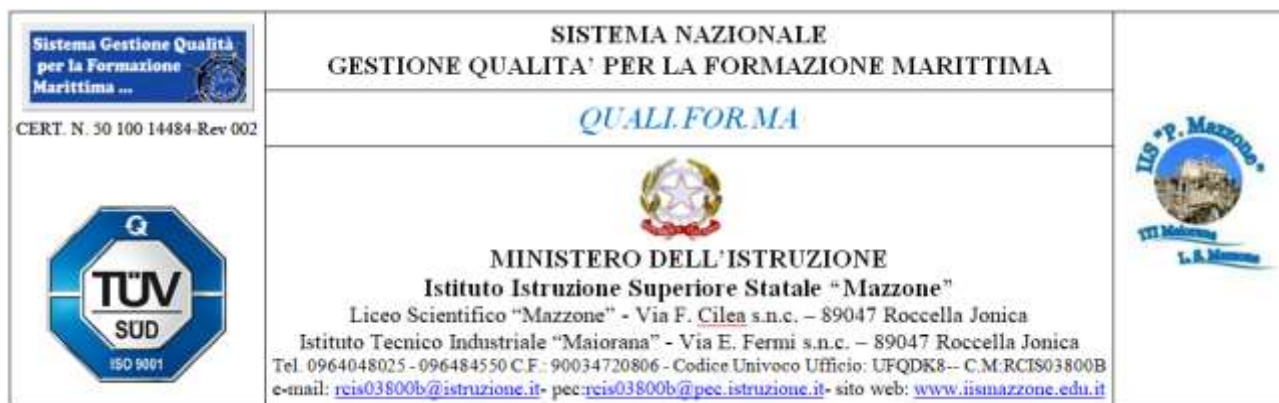 Sistema Gestione Qualità
per la Formazione
Marittima ...
CERT. N. 50 100 14484-Rev 002
Q
TÜV
SÜD
ISO 9001
SISTEMA NAZIONALE
GESTIONE QUALITA' PER LA FORMAZIONE MARITTIMA
QUALI.FOR.MA
MINISTERO DELL'ISTRUZIONE
Istituto Istruzione Superiore Statale “Mazzone”
Liceo Scientifico “Mazzone” - Via F. Cilea s.n.c. – 89047 Roccella Jonica
Istituto Tecnico Industriale “Maiorana” - Via E. Fermi s.n.c. – 89047 Roccella Jonica
Tel. 0964048025 - 096484550 C.F.: 90034720806 - Codice Univoco Ufficio: UFQDK8-- C.M:RCIS03800B
e-mail: rcis03800b@istruzione.it- pec:rcis03800b@pec.istruzione.it- sito web: www.iismazzone.edu.it
IIS "P. Mazzone"
ITI Maiorana
L. S. Mazzone